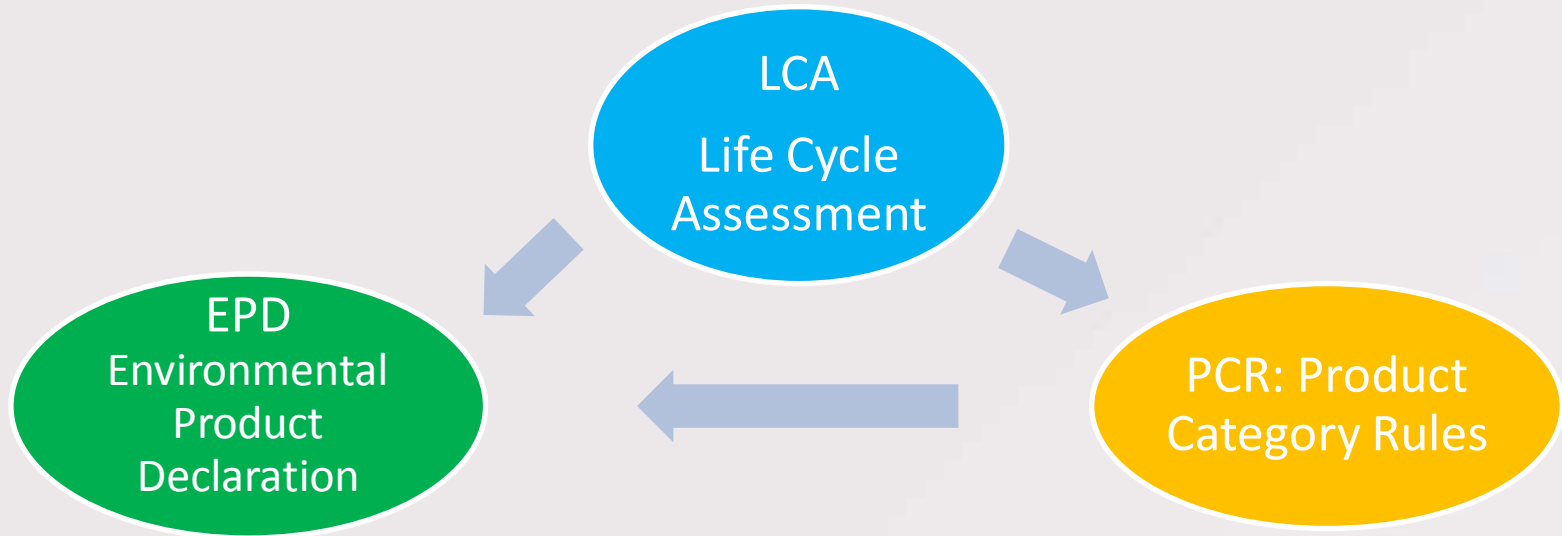 LCA
Life Cycle
Assessment
EPD
Environmental
Product
Declaration
PCR: Product
Category Rules